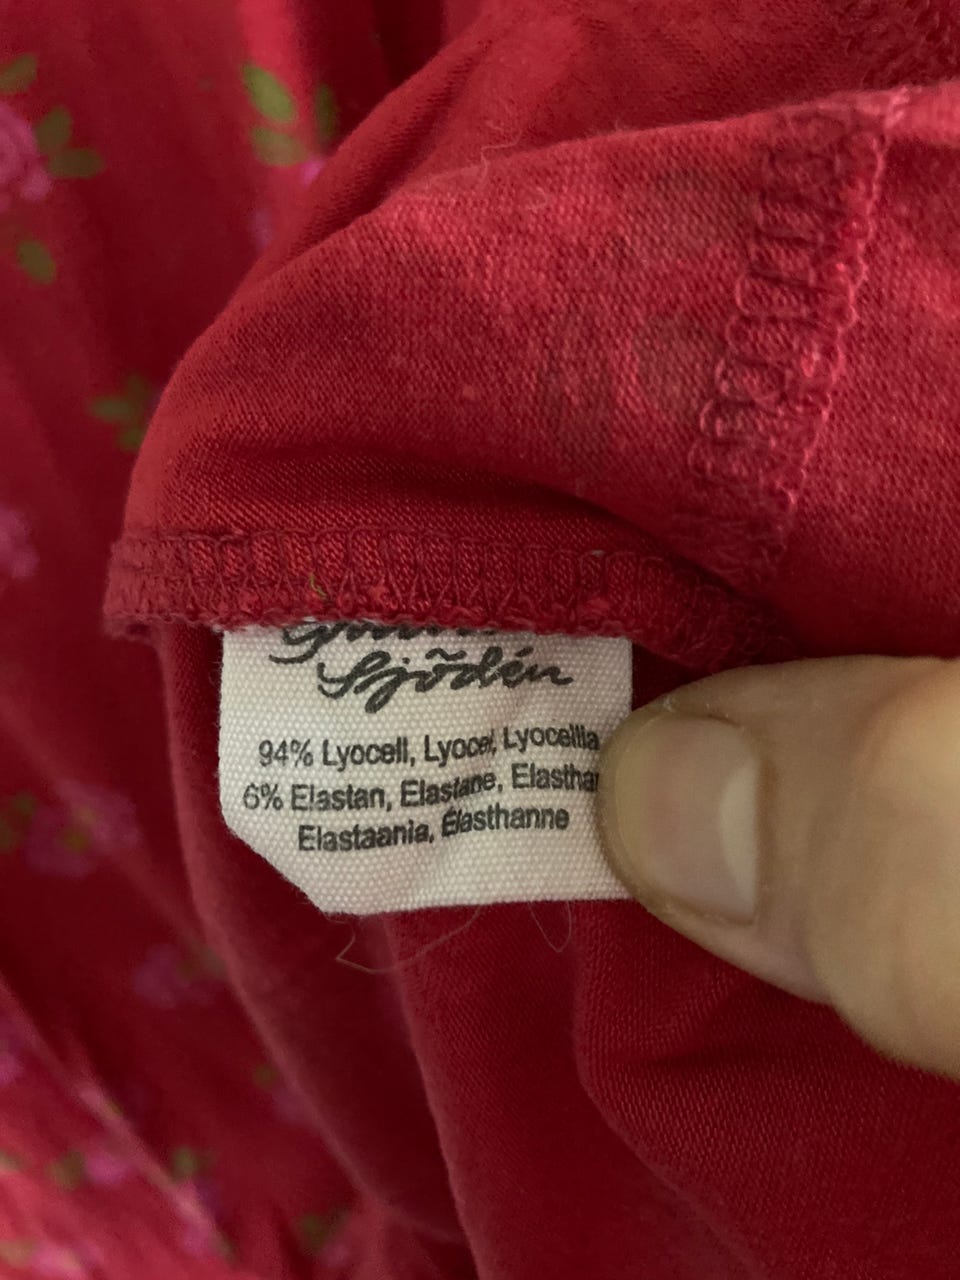 Sjödén
94% Lyocell, Lyocel, Lyocellia
6% Elastan, Elastane,
Elastaania, Élasthanne